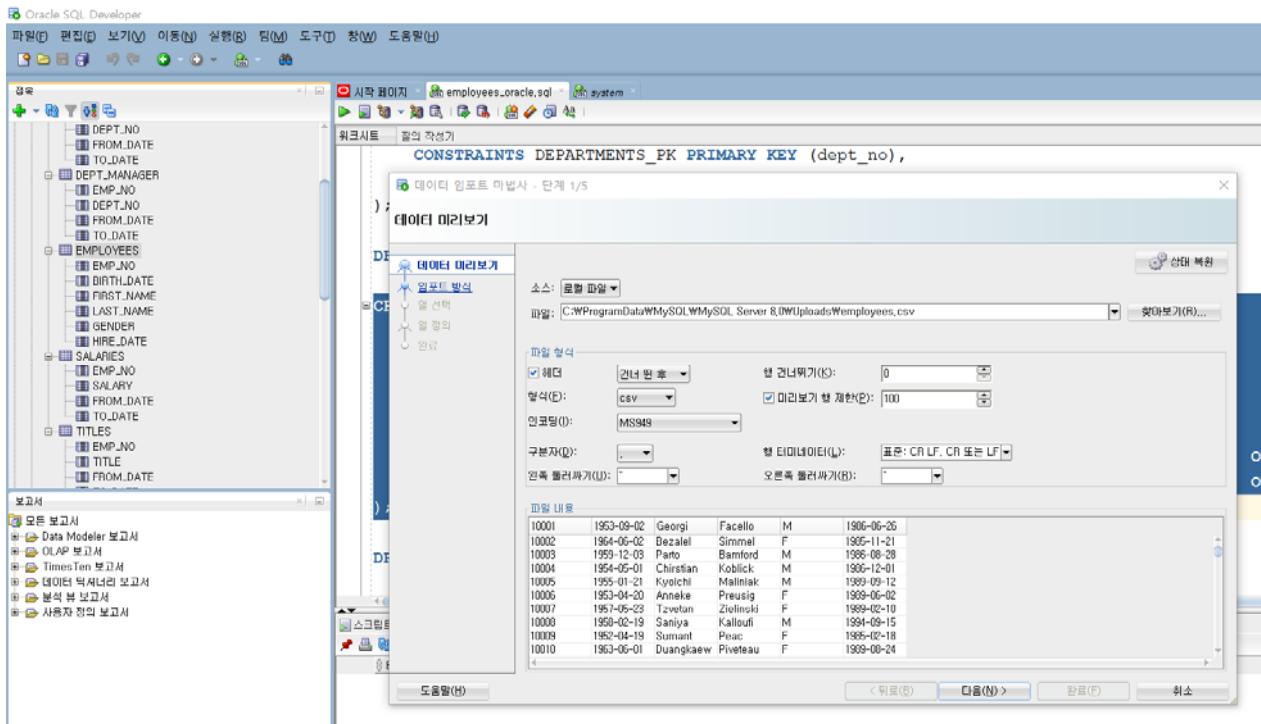 Oracle SQL Developer
파일(F) 편집(E) 보기(V) 이동(N) 실행(R) 팀(M) 도구(T) 창(W) 도움말(H)
접속
DEPT_NO
FROM_DATE
TO_DATE
DEPT_MANAGER
EMP_NO
DEPT_NO
FROM_DATE
TO_DATE
EMPLOYEES
EMP_NO
BIRTH_DATE
FIRST_NAME
LAST_NAME
GENDER
HIRE_DATE
SALARIES
EMP_NO
SALARY
FROM_DATE
TO_DATE
TITLES
EMP_NO
TITLE
FROM_DATE
보고서
모든 보고서
Data Modeler 보고서
OLAP 보고서
TimesTen 보고서
데이터 딕셔너리 보고서
분석 뷰 보고서
사용자 정의 보고서
시작 페이지 employees_oracle.sql system
워크시트 질의 작성기
CONSTRAINTS DEPARTMENTS_PK PRIMARY KEY (dept_no),
데이터 임포트 마법사 - 단계 1/5
데이터 미리보기
데이터 미리보기
임포트 방식
열 선택
열 정의
완료
상태 복원
소스: 로컬 파일
파일: C:₩ProgramData₩MySQL₩MySQL Server 8.0₩Uploads₩employees.csv 찾아보기(R)...
파일 형식
헤더 건너 뛴 후 행 건너뛰기(K): 0
형식(F): csv 미리보기 행 제한(P): 100
인코딩(I): MS949
구분자(D): , 행 터미네이터(L): 표준: CR LF, CR 또는 LF
왼쪽 둘러싸기(U): " 오른쪽 둘러싸기(R): "
파일 내용
10001 1953-09-02 Georgi Facello M 1986-06-26
10002 1964-06-02 Bezalel Simmel F 1985-11-21
10003 1959-12-03 Parto Bamford M 1986-08-28
10004 1954-05-01 Chirstian Koblick M 1986-12-01
10005 1955-01-21 Kyoichi Maliniak M 1989-09-12
10006 1953-04-20 Anneke Preusig F 1989-06-02
10007 1957-05-23 Tzvetan Zielinski F 1989-02-10
10008 1958-02-19 Saniya Kalloufi M 1994-09-15
10009 1952-04-19 Sumant Peac F 1985-02-18
10010 1963-06-01 Duangkaew Piveteau F 1989-08-24
도움말(H) < 뒤로(B) 다음(N) > 완료(F) 취소